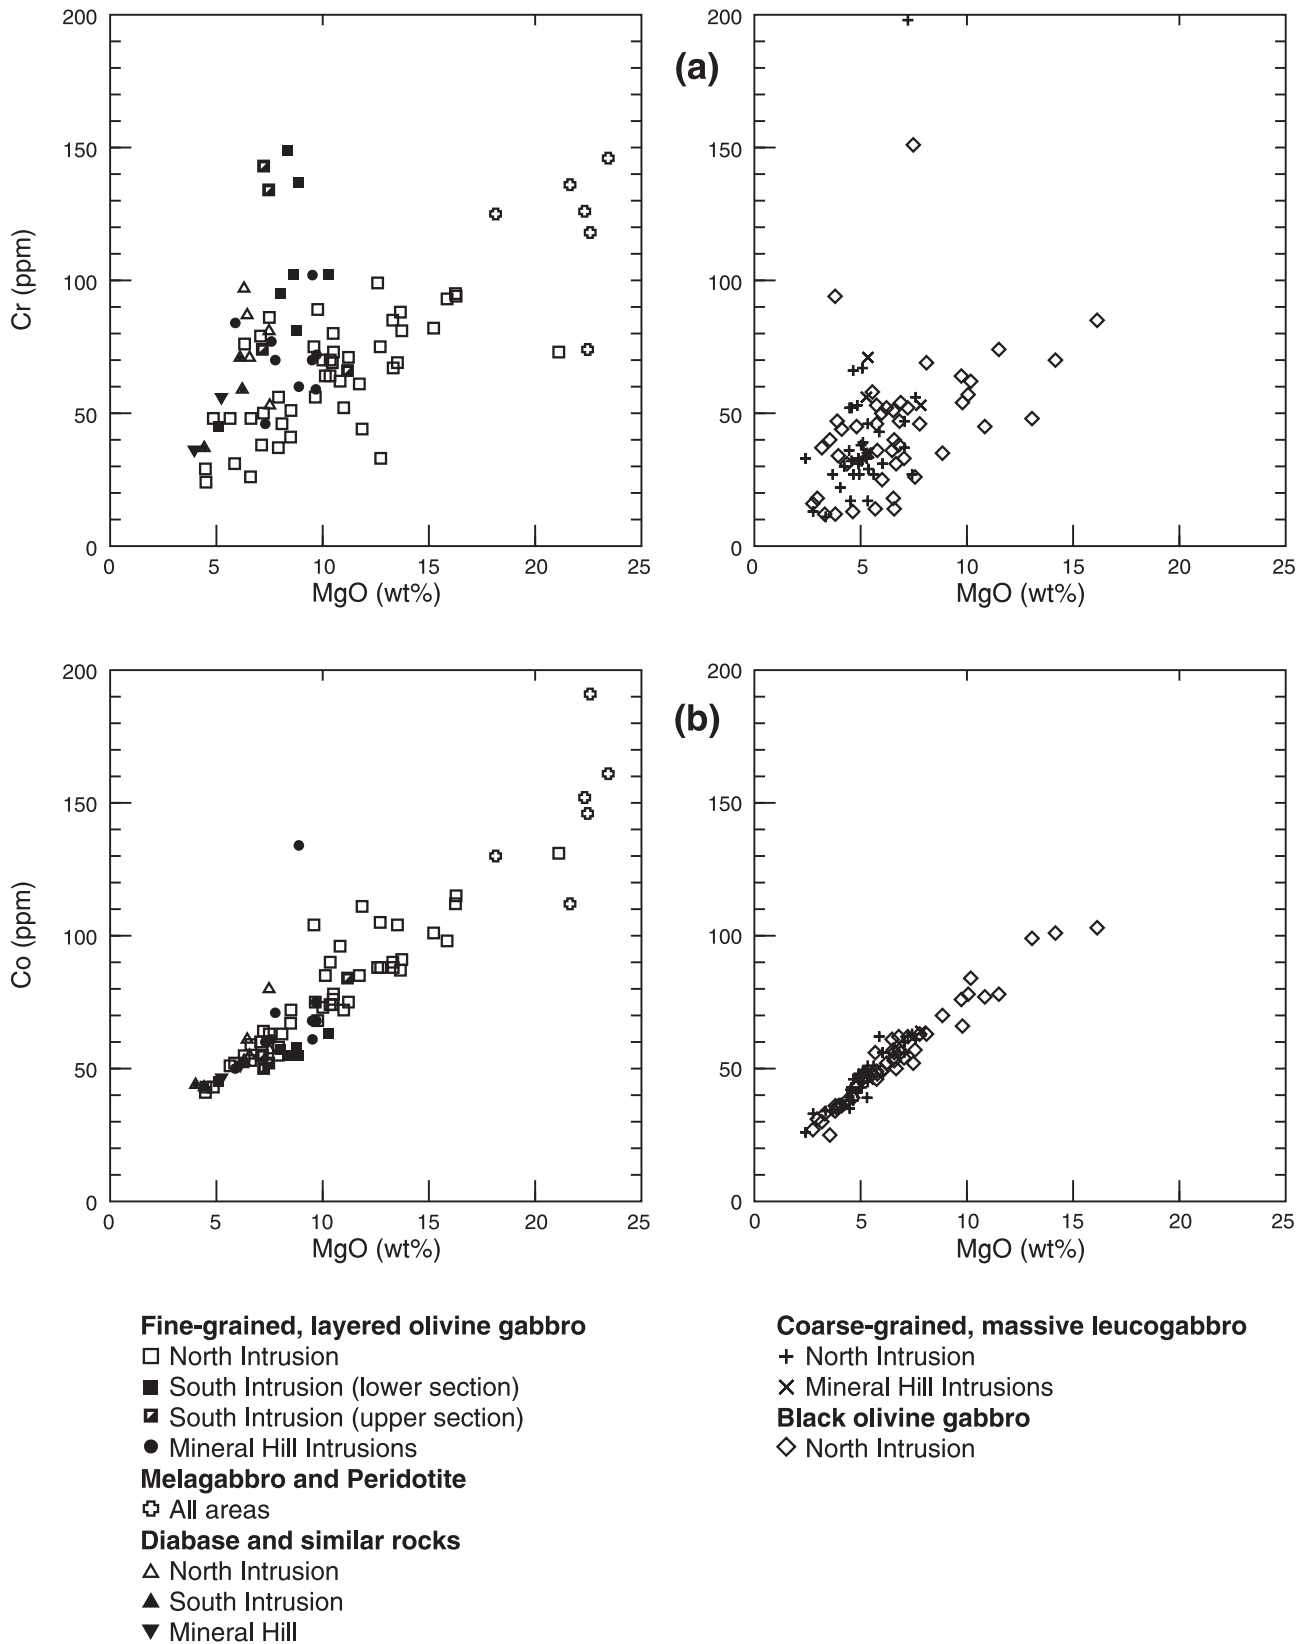 200
150
100
50
0
Cr (ppm)
0 5 10 15 20 25
MgO (wt%)
(a)
200
150
100
50
0
0 5 10 15 20 25
MgO (wt%)
200
150
100
50
0
Co (ppm)
0 5 10 15 20 25
MgO (wt%)
(b)
200
150
100
50
0
0 5 10 15 20 25
MgO (wt%)
Fine-grained, layered olivine gabbro
North Intrusion
South Intrusion (lower section)
South Intrusion (upper section)
Mineral Hill Intrusions
Melagabbro and Peridotite
All areas
Diabase and similar rocks
North Intrusion
South Intrusion
Mineral Hill
Coarse-grained, massive leucogabbro
North Intrusion
Mineral Hill Intrusions
Black olivine gabbro
North Intrusion